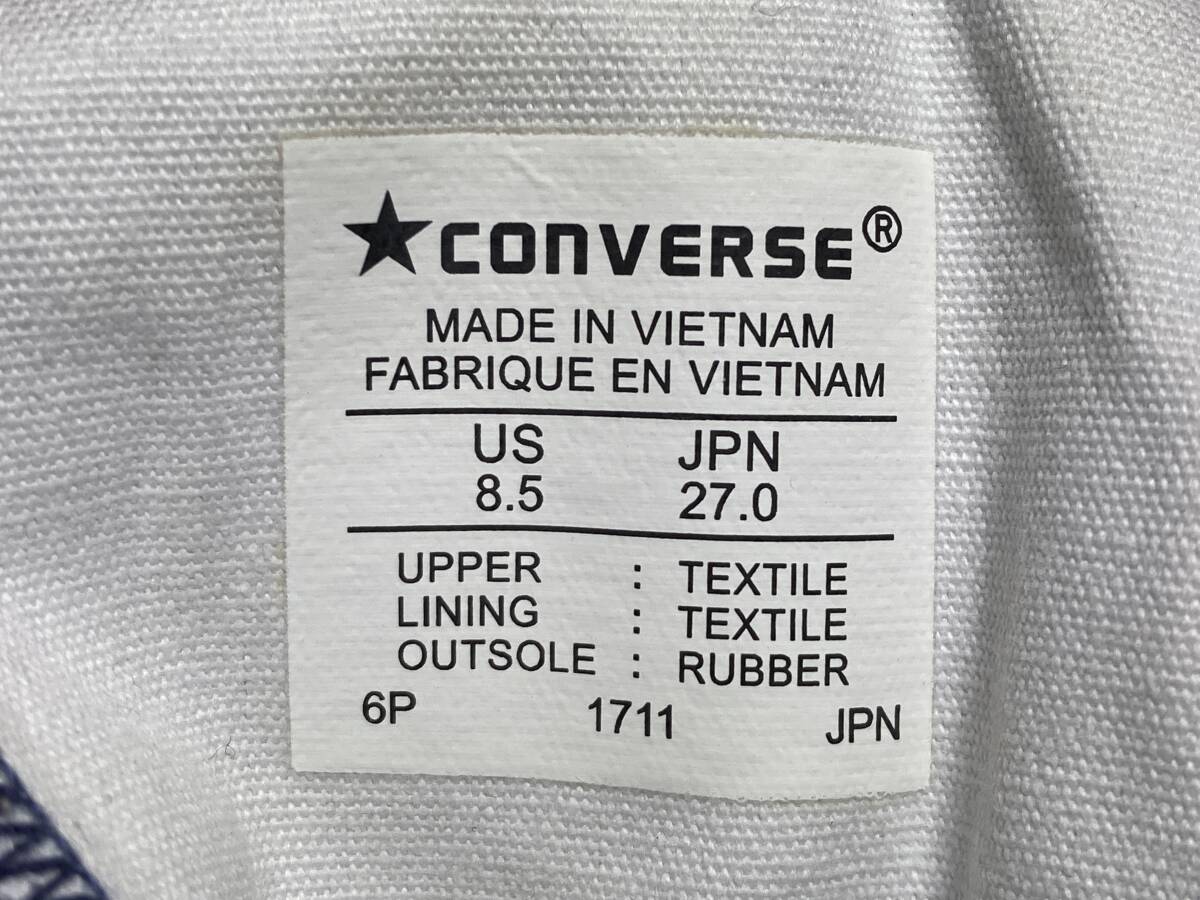 ★CONVERSE®
MADE IN VIETNAM
FABRIQUE EN VIETNAM
US JPN
8.5 27.0
UPPER : TEXTILE
LINING : TEXTILE
OUTSOLE : RUBBER
6P 1711 JPN